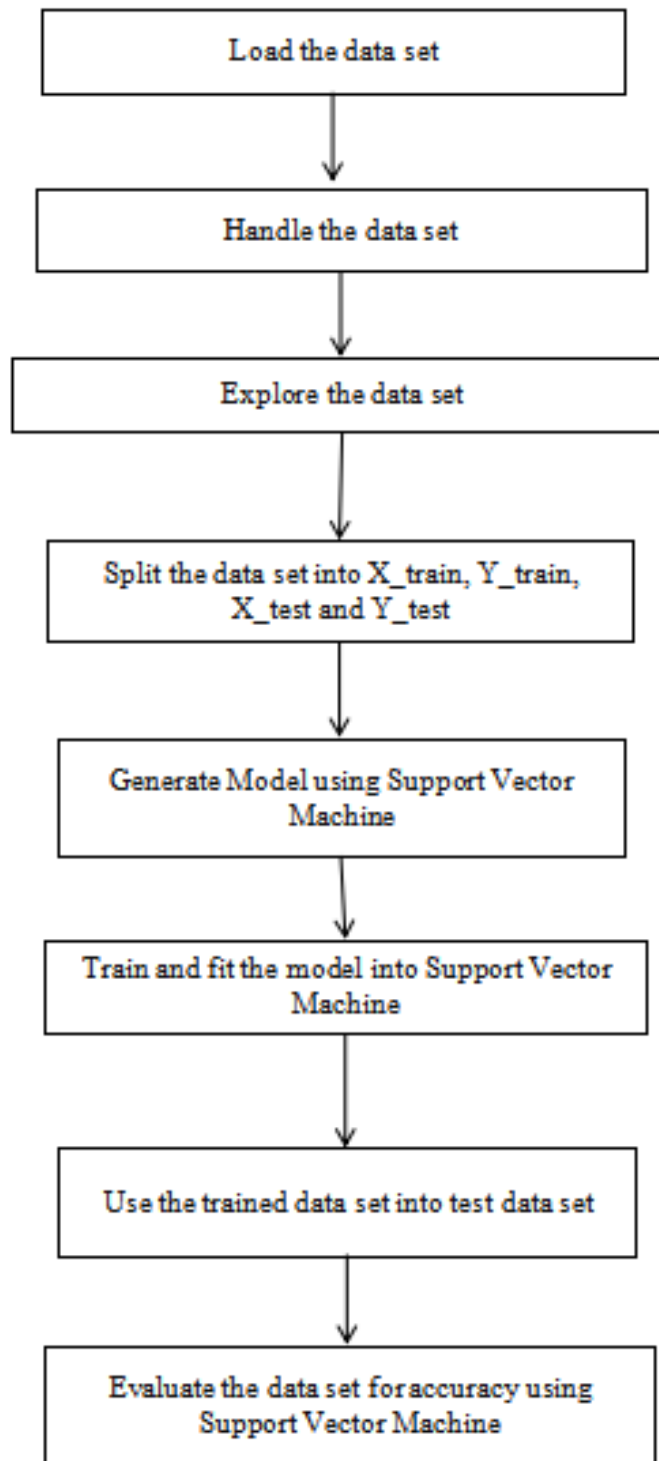 Load the data set
Handle the data set
Explore the data set
Split the data set into X_train, Y_train,
X_test and Y_test
Generate Model using Support Vector
Machine
Train and fit the model into Support Vector
Machine
Use the trained data set into test data set
Evaluate the data set for accuracy using
Support Vector Machine